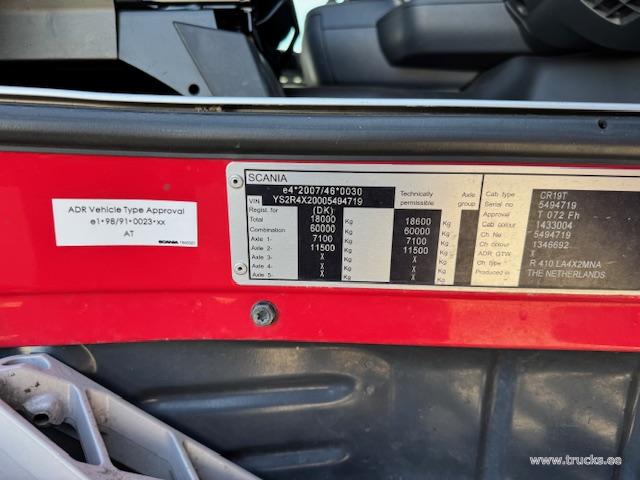 ADR Vehicle Type Approval
e1*98/91*0023*xx
AT
SCANIA
SCANIA
e4*2007/46*0030
VIN YS2R4X20005494719
Regist. for (DK) Technically permissible Axle group
18000 Kg 18600 Kg
Combination 60000 Kg 60000 Kg
Axle 1- 7100 Kg 7100 Kg
Axle 2- 11500 Kg 11500 Kg
Axle 3- X Kg X Kg
Axle 4- X Kg X Kg
Axle 5- X Kg X Kg
Cab type CR19T
Serial no 5494719
Approval of T 072 Fh
Cab colour 1433004
Ch. No 5494719
Ch colour 1346692
ADR GTW X
Ch. type R 410 LA4X2MNA
Produced in THE NETHERLANDS
www.trucks.ee